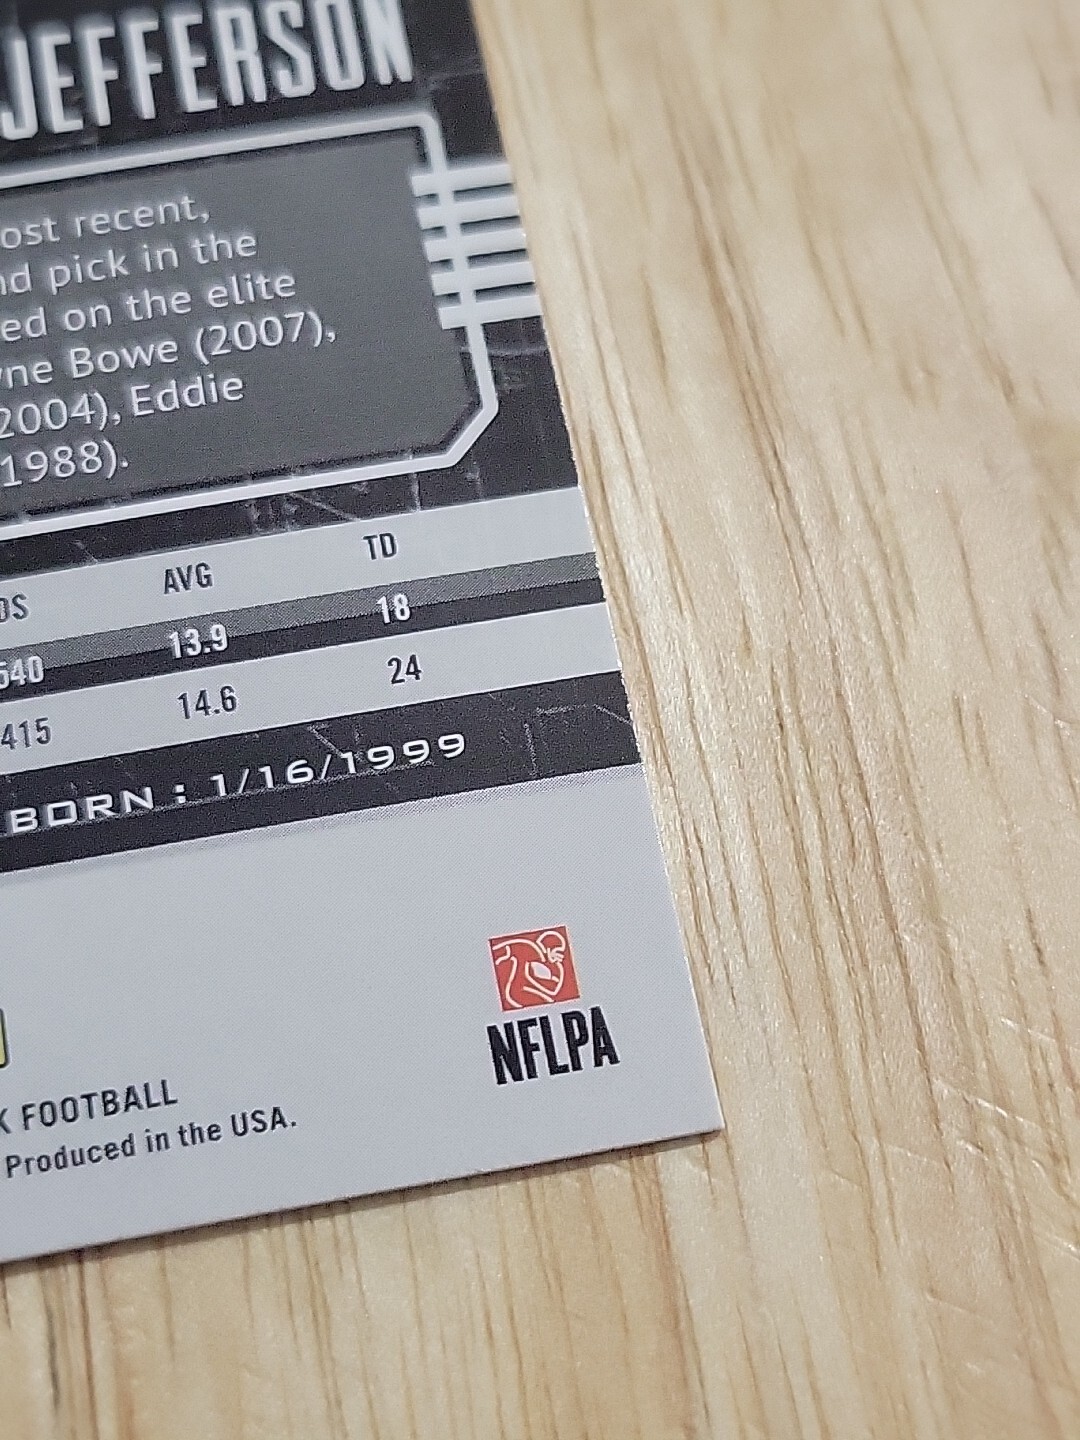 JEFFERSON
ost recent,
nd pick in the
ed on the elite
ne Bowe (2007),
2004), Eddie
1988).
DS AVG TD
540 13.9 18
415 14.6 24
BORN : 1/16/1999
NFLPA
K FOOTBALL
Produced in the USA.